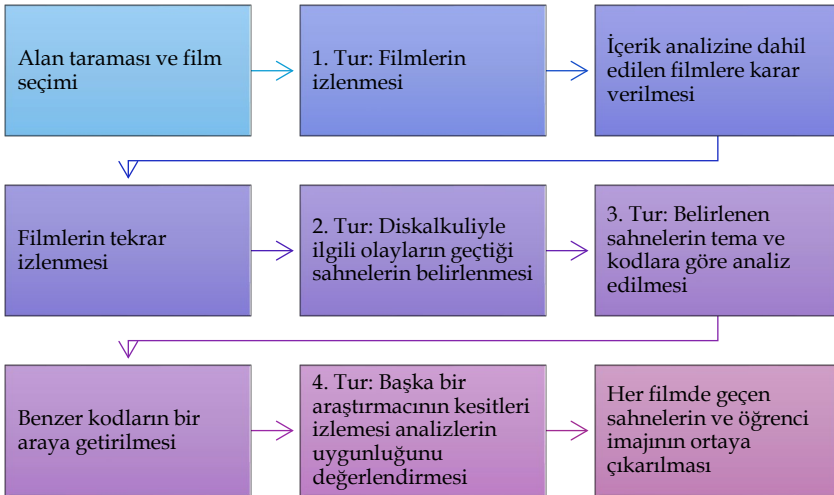 Alan taraması ve film
seçimi
1. Tur: Filmlerin
izlenmesi
İçerik analizine dahil
edilen filmlere karar
verilmesi
Filmlerin tekrar
izlenmesi
2. Tur: Diskalkuliyle
ilgili olayların geçtiği
sahnelerin belirlenmesi
3. Tur: Belirlenen
sahnelerin tema ve
kodlara göre analiz
edilmesi
Benzer kodların bir
araya getirilmesi
4. Tur: Başka bir
araştırmacının kesitleri
izlemesi analizlerin
uygunluğunu
değerlendirmesi
Her filmde geçen
sahnelerin ve öğrenci
imajının ortaya
çıkarılması